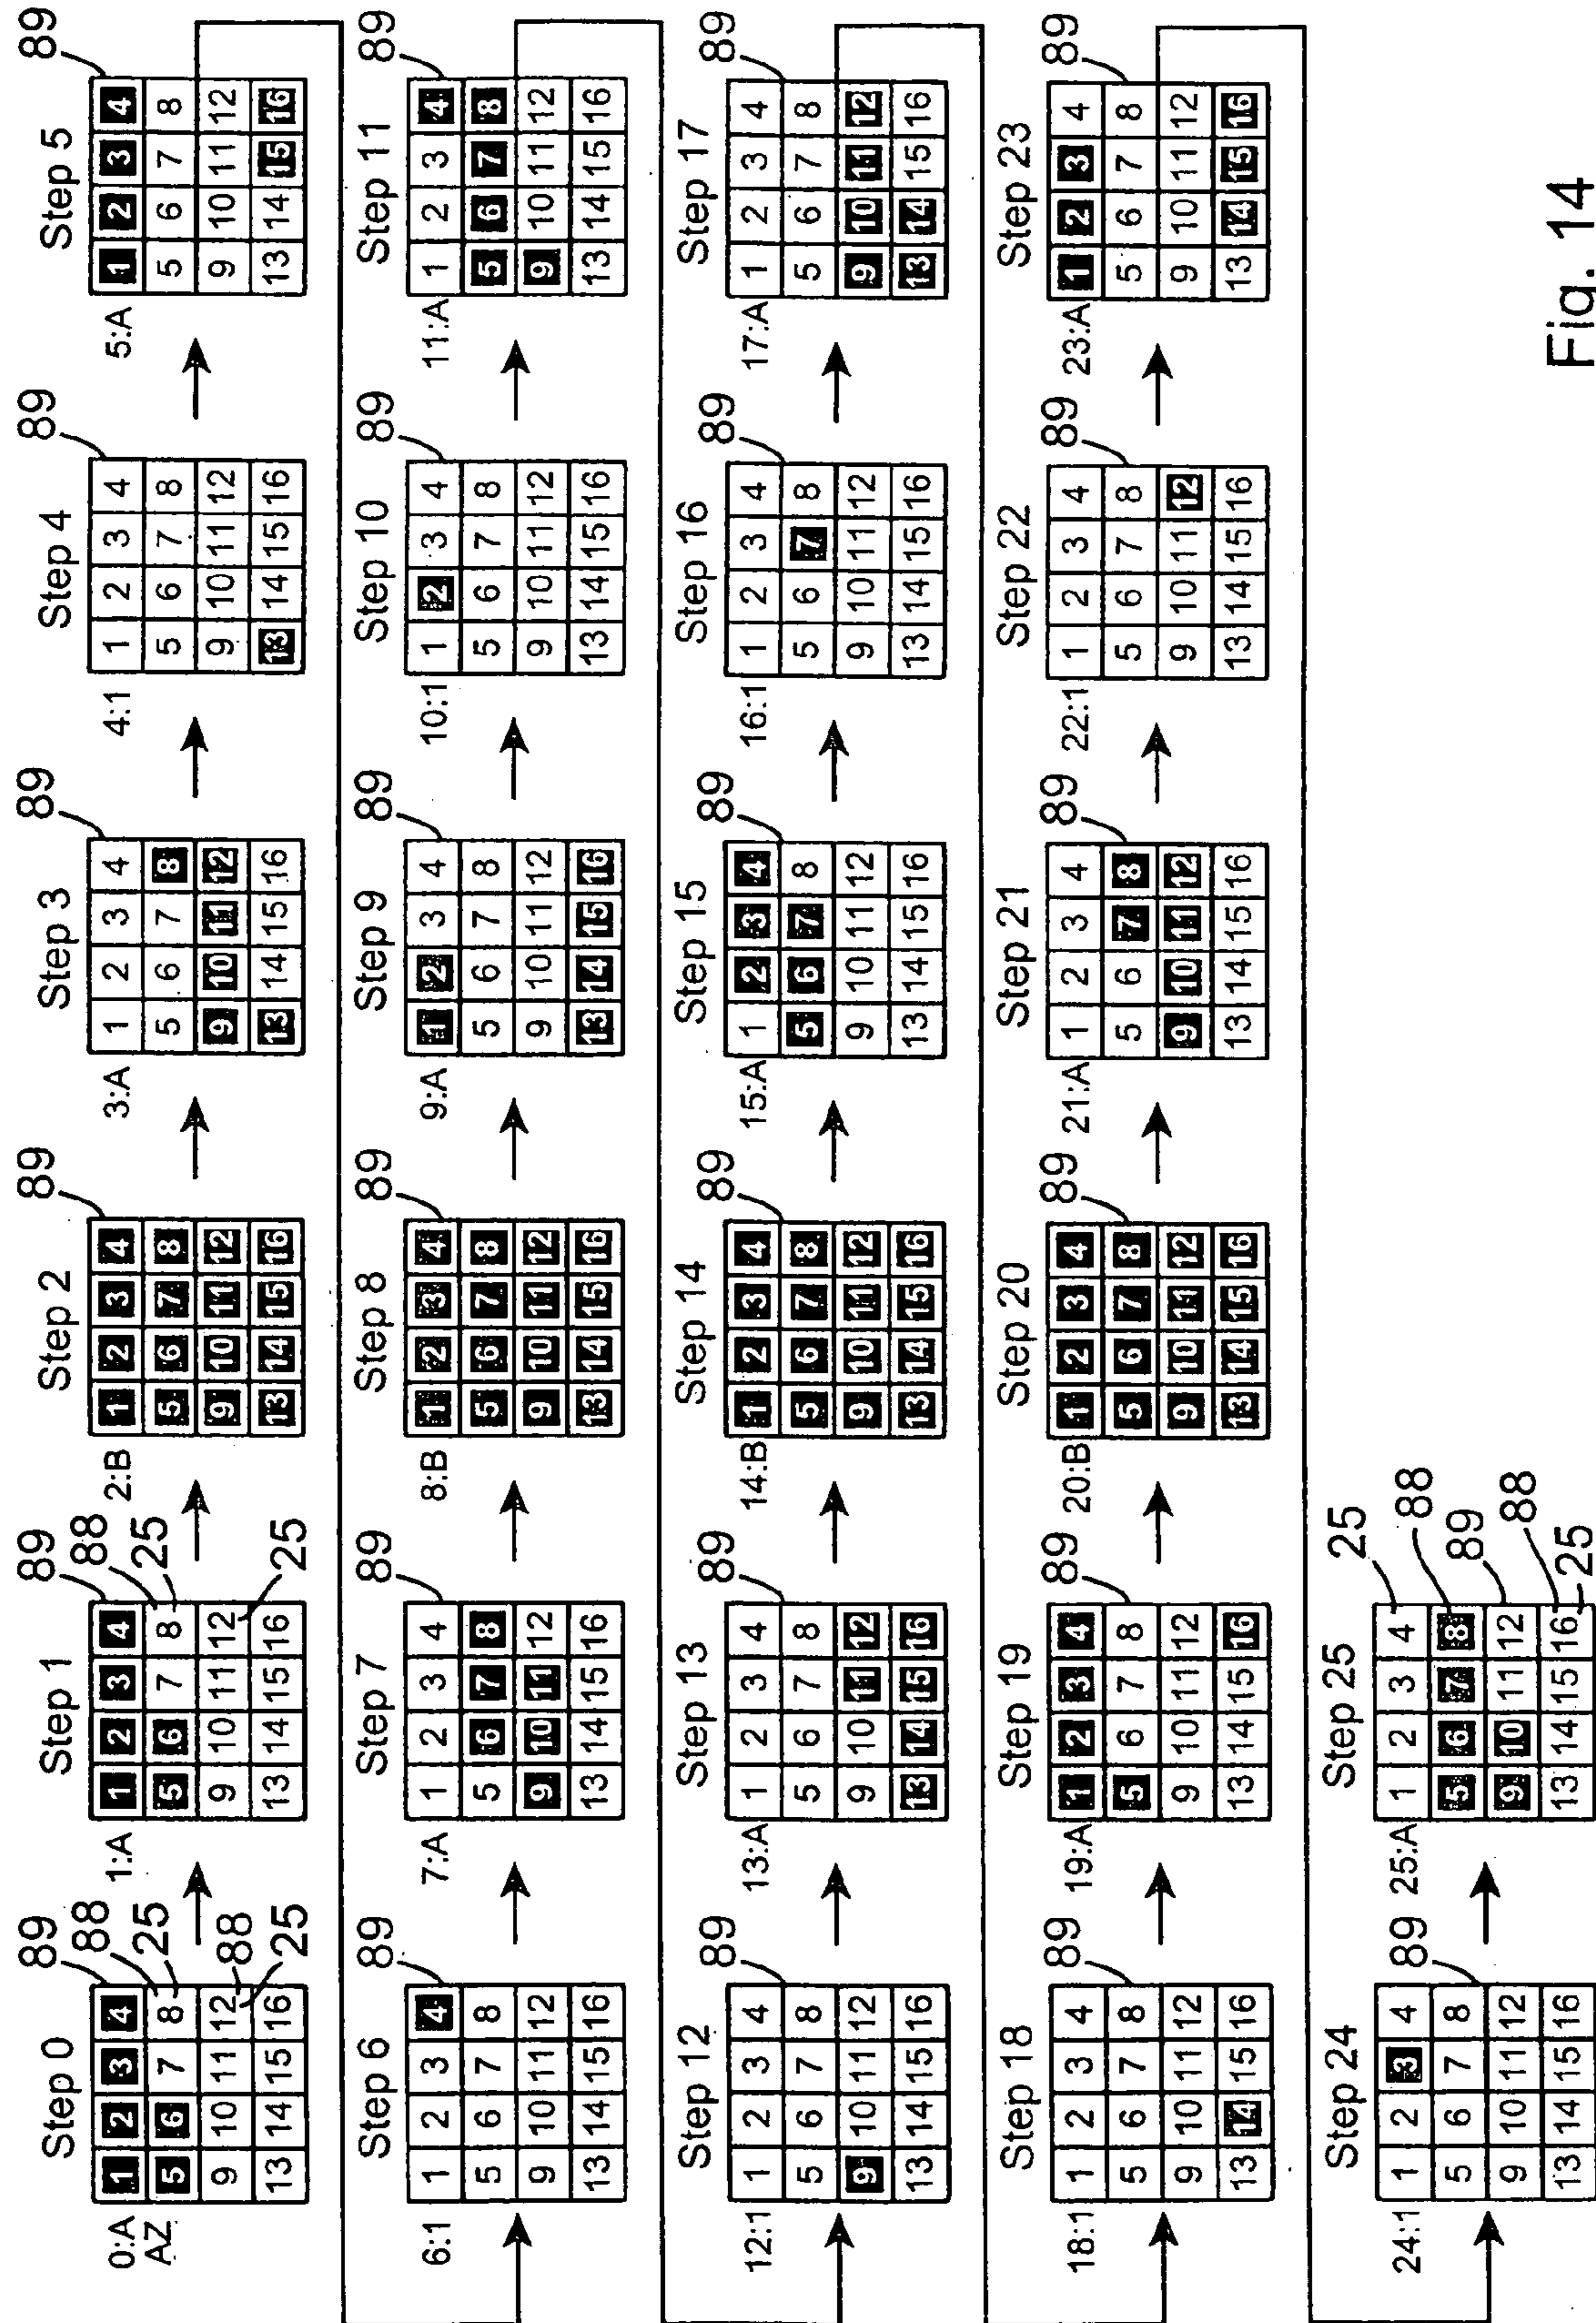 Step 0 89 Step 1 89 Step 2 89 Step 3 89 Step 4 89 Step 5 89
0:A 1 2 3 4 88 1:A 1 2 3 4 88 2:B 1 2 3 4 3:A 1 2 3 4 4:1 1 2 3 4 5:A 1 2 3 4
AZ 5 6 7 8 25 5 6 7 8 25 5 6 7 8 5 6 7 8 5 6 7 8 5 6 7 8
9 10 11 12 88 9 10 11 12 9 10 11 12 9 10 11 12 9 10 11 12 9 10 11 12
13 14 15 16 25 13 14 15 16 25 13 14 15 16 13 14 15 16 13 14 15 16 13 14 15 16
Step 6 89 Step 7 89 Step 8 89 Step 9 89 Step 10 89 Step 11 89
6:1 1 2 3 4 7:A 1 2 3 4 8:B 1 2 3 4 9:A 1 2 3 4 10:1 1 2 3 4 11:A 1 2 3 4
5 6 7 8 5 6 7 8 5 6 7 8 5 6 7 8 5 6 7 8 5 6 7 8
9 10 11 12 9 10 11 12 9 10 11 12 9 10 11 12 9 10 11 12 9 10 11 12
13 14 15 16 13 14 15 16 13 14 15 16 13 14 15 16 13 14 15 16 13 14 15 16
Step 12 89 Step 13 89 Step 14 89 Step 15 89 Step 16 89 Step 17 89
12:1 1 2 3 4 13:A 1 2 3 4 14:B 1 2 3 4 15:A 1 2 3 4 16:1 1 2 3 4 17:A 1 2 3 4
5 6 7 8 5 6 7 8 5 6 7 8 5 6 7 8 5 6 7 8 5 6 7 8
9 10 11 12 9 10 11 12 9 10 11 12 9 10 11 12 9 10 11 12 9 10 11 12
13 14 15 16 13 14 15 16 13 14 15 16 13 14 15 16 13 14 15 16 13 14 15 16
Step 18 89 Step 19 89 Step 20 89 Step 21 89 Step 22 89 Step 23 89
18:1 1 2 3 4 19:A 1 2 3 4 20:B 1 2 3 4 21:A 1 2 3 4 22:1 1 2 3 4 23:A 1 2 3 4
5 6 7 8 5 6 7 8 5 6 7 8 5 6 7 8 5 6 7 8 5 6 7 8
9 10 11 12 9 10 11 12 9 10 11 12 9 10 11 12 9 10 11 12 9 10 11 12
13 14 15 16 13 14 15 16 13 14 15 16 13 14 15 16 13 14 15 16 13 14 15 16
Step 24 89 Step 25 25
24:1 1 2 3 4 25:A 1 2 3 4 88
5 6 7 8 5 6 7 8 89
9 10 11 12 9 10 11 12 88
13 14 15 16 13 14 15 16 25
Fig. 14